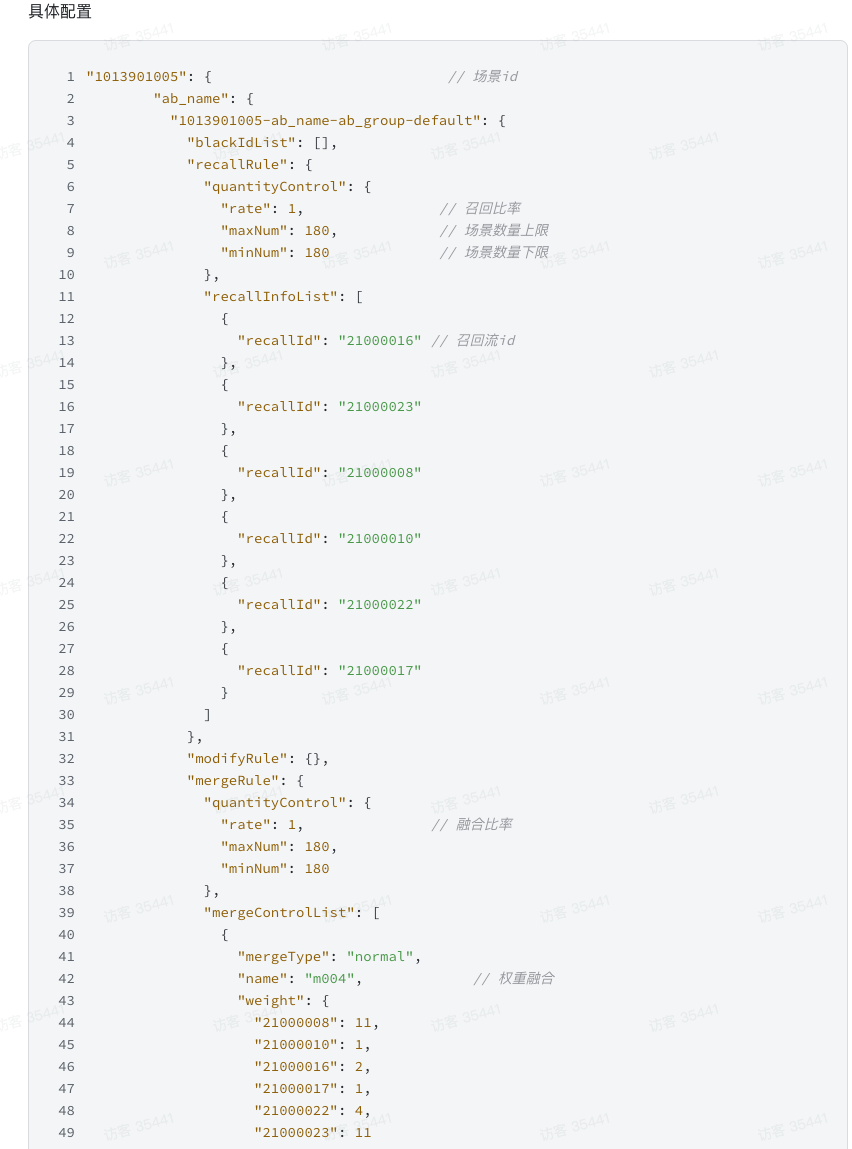 具体配置
1 "1013901005": { // 场景id
2 "ab_name": {
3 "1013901005-ab_name-ab_group-default": {
4 "blackIdList": [],
5 "recallRule": {
6 "quantityControl": {
7 "rate": 1, // 召回比率
8 "maxNum": 180, // 场景数量上限
9 "minNum": 180 // 场景数量下限
10 },
11 "recallInfoList": [
12 {
13 "recallId": "21000016" // 召回流id
14 },
15 {
16 "recallId": "21000023"
17 },
18 {
19 "recallId": "21000008"
20 },
21 {
22 "recallId": "21000010"
23 },
24 {
25 "recallId": "21000022"
26 },
27 {
28 "recallId": "21000017"
29 }
30 ]
31 },
32 "modifyRule": {},
33 "mergeRule": {
34 "quantityControl": {
35 "rate": 1, // 融合比率
36 "maxNum": 180,
37 "minNum": 180
38 },
39 "mergeControlList": [
40 {
41 "mergeType": "normal",
42 "name": "m004", // 权重融合
43 "weight": {
44 "21000008": 11,
45 "21000010": 1,
46 "21000016": 2,
47 "21000017": 1,
48 "21000022": 4,
49 "21000023": 11
访客 35441